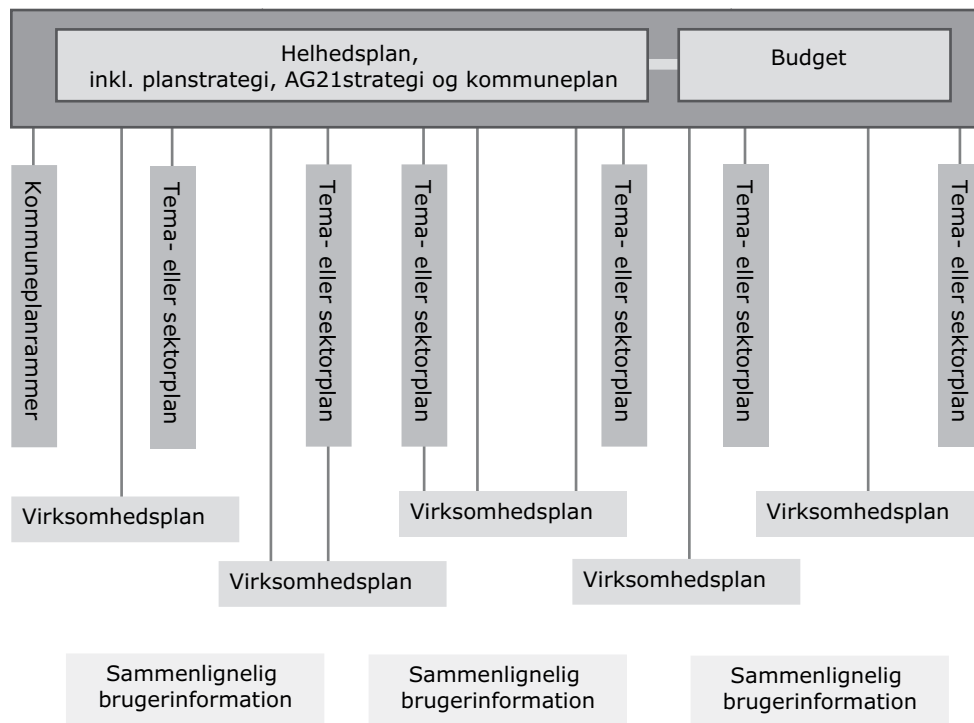 Helhedsplan,
inkl. planstrategi, AG21strategi og kommuneplan
Budget
Kommuneplanrammer
Tema- eller sektorplan
Tema- eller sektorplan
Tema- eller sektorplan
Tema- eller sektorplan
Tema- eller sektorplan
Tema- eller sektorplan
Virksomhedsplan
Virksomhedsplan
Virksomhedsplan
Virksomhedsplan
Virksomhedsplan
Sammenlignelig
brugerinformation
Sammenlignelig
brugerinformation
Sammenlignelig
brugerinformation